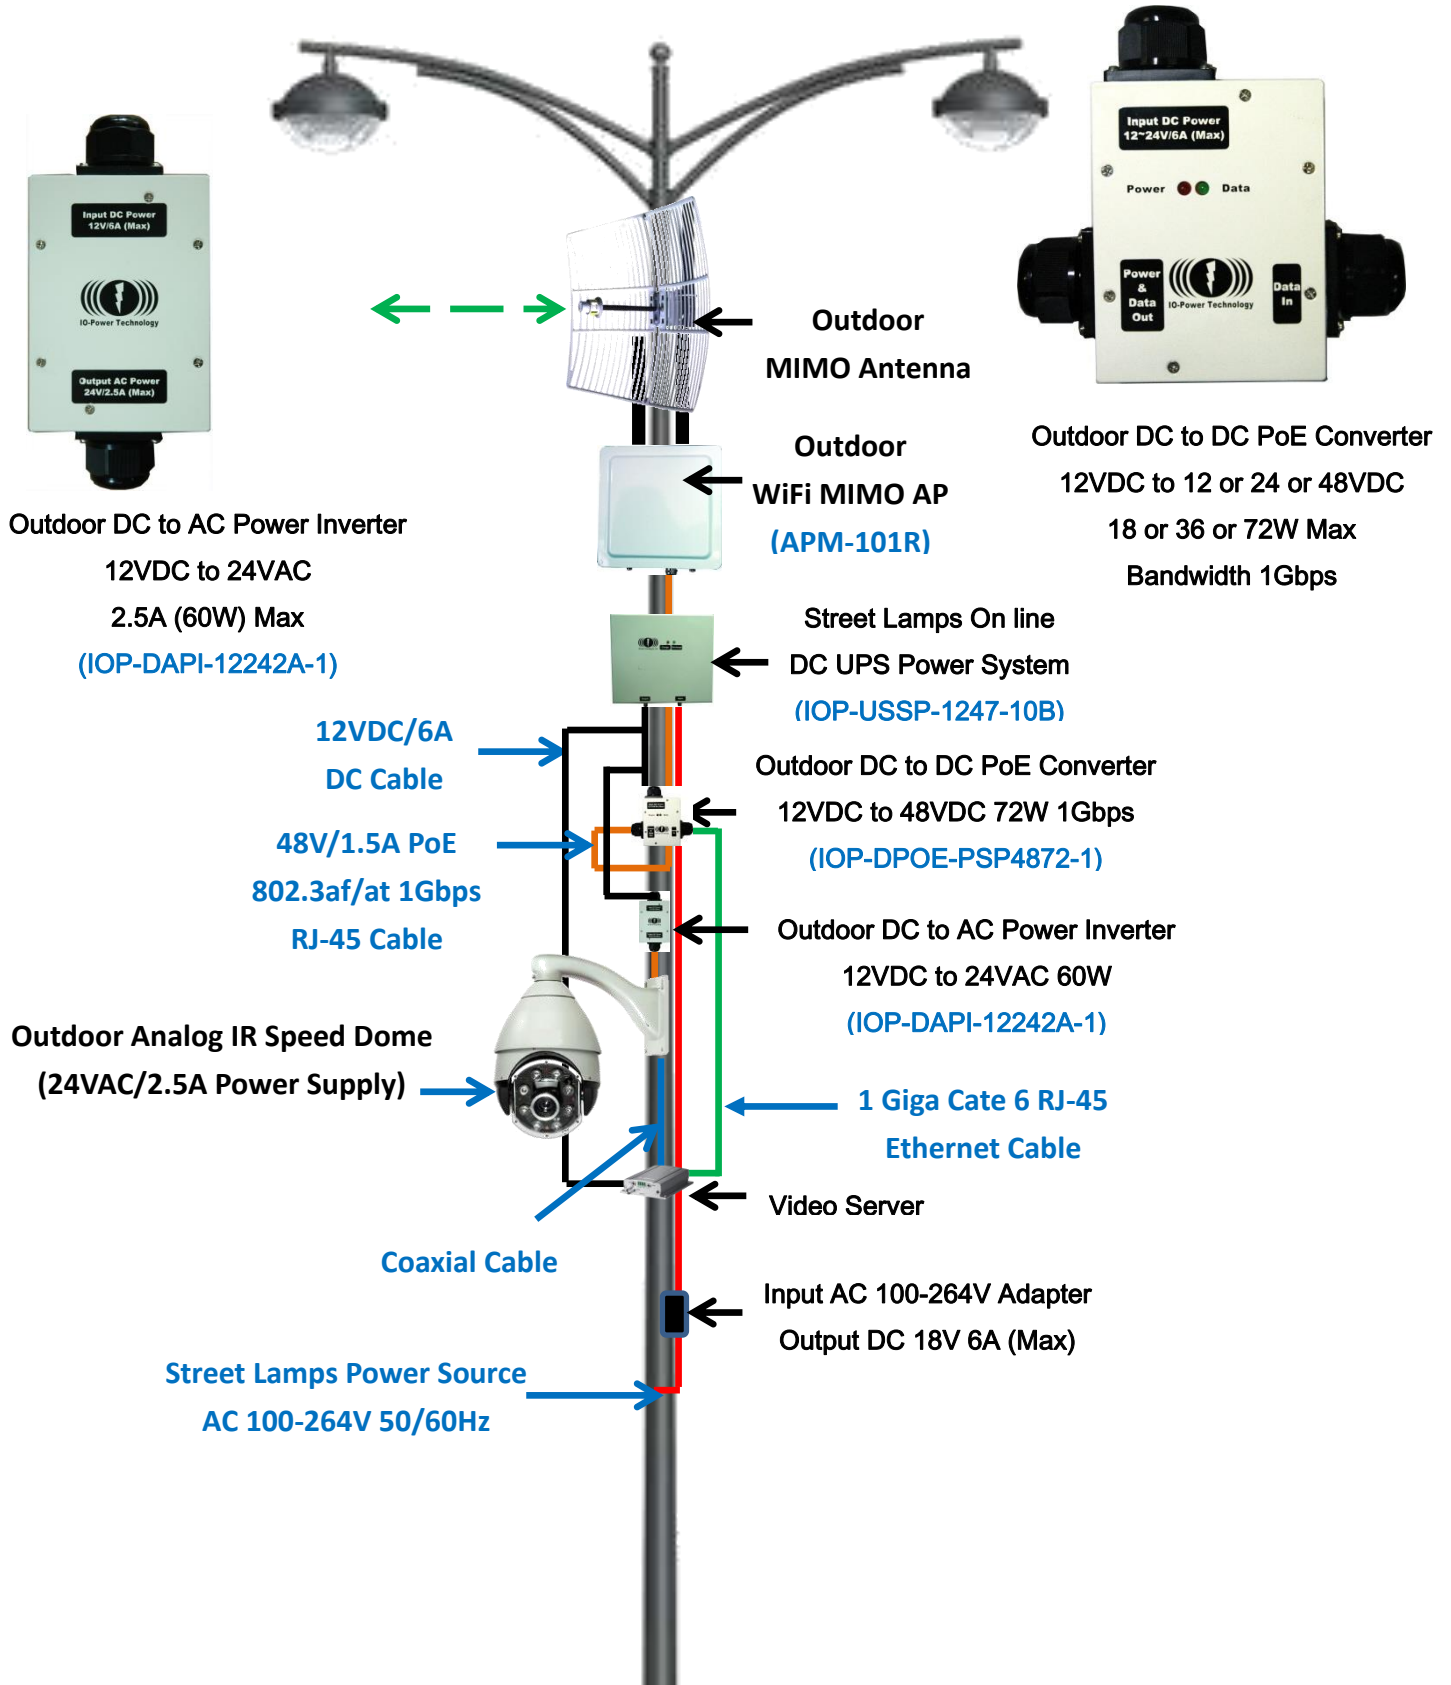 Input DC Power
12V/6A (Max)
IO-Power Technology
Output AC Power
24V/2.5A (Max)
Outdoor DC to AC Power Inverter
12VDC to 24VAC
2.5A (60W) Max
(IOP-DAPI-12242A-1)
Input DC Power
12~24V/6A (Max)
Power
Data
Power
&
Data
Out
IO-Power Technology
Data
In
Outdoor DC to DC PoE Converter
12VDC to 12 or 24 or 48VDC
18 or 36 or 72W Max
Bandwidth 1Gbps
Outdoor
MIMO Antenna
Outdoor
WiFi MIMO AP
(APM-101R)
Street Lamps On line
DC UPS Power System
(IOP-USSP-1247-10B)
12VDC/6A
DC Cable
Outdoor DC to DC PoE Converter
12VDC to 48VDC 72W 1Gbps
(IOP-DPOE-PSP4872-1)
48V/1.5A PoE
802.3af/at 1Gbps
RJ-45 Cable
Outdoor DC to AC Power Inverter
12VDC to 24VAC 60W
(IOP-DAPI-12242A-1)
Outdoor Analog IR Speed Dome
(24VAC/2.5A Power Supply)
1 Giga Cate 6 RJ-45
Ethernet Cable
Video Server
Coaxial Cable
Input AC 100-264V Adapter
Output DC 18V 6A (Max)
Street Lamps Power Source
AC 100-264V 50/60Hz